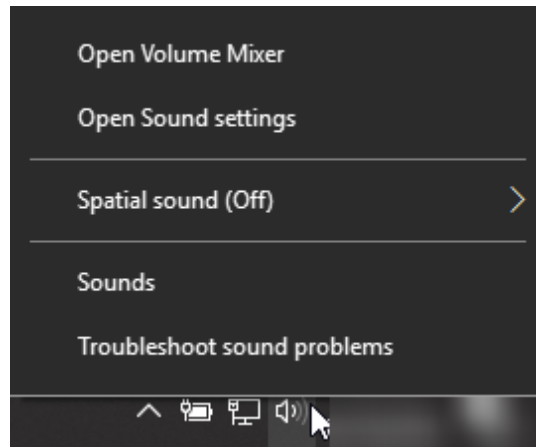 Open Volume Mixer
Open Sound settings
Spatial sound (Off)
Sounds
Troubleshoot sound problems